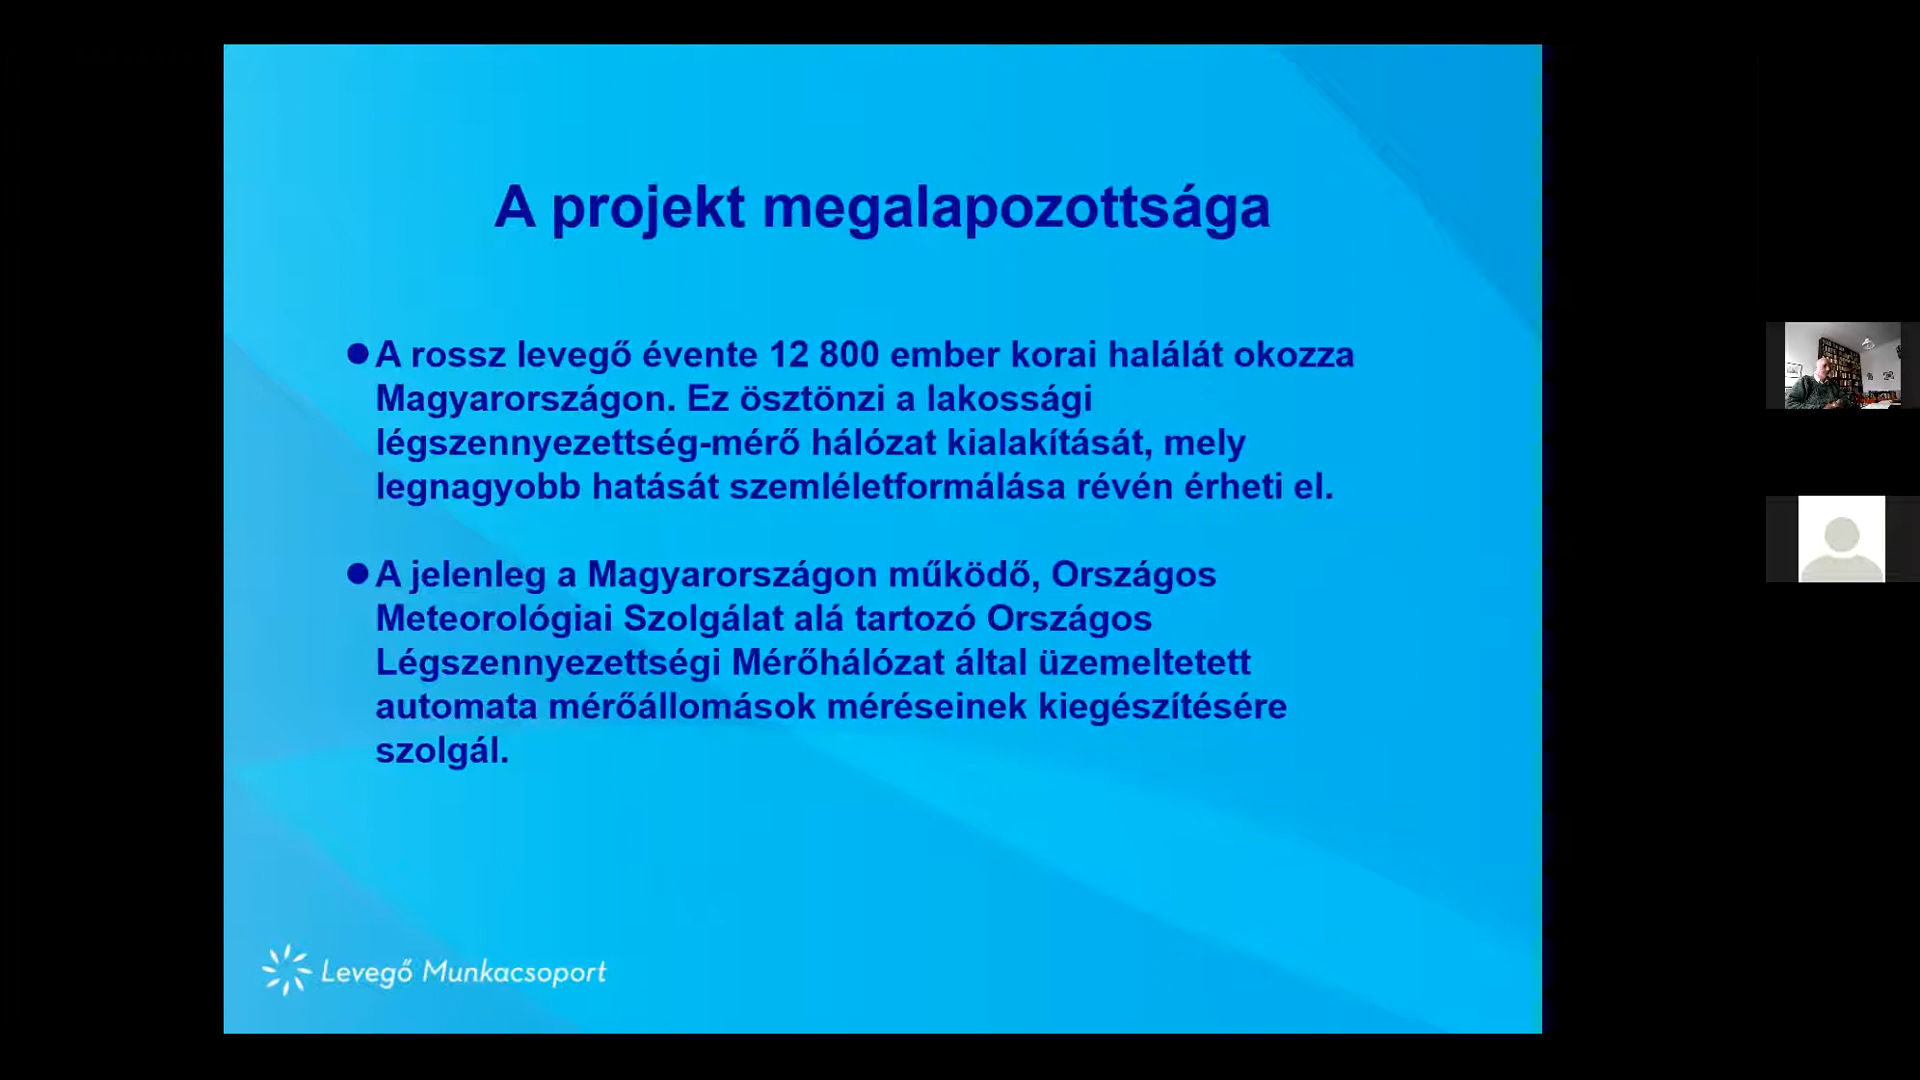 A projekt megalapozottsága
●A rossz levegő évente 12 800 ember korai halálát okozza
Magyarországon. Ez ösztönzi a lakossági
légszennyezettség-mérő hálózat kialakítását, mely
legnagyobb hatását szemléletformálása révén érheti el.
●A jelenleg a Magyarországon működő, Országos
Meteorológiai Szolgálat alá tartozó Országos
Légszennyezettségi Mérőhálózat által üzemeltetett
automata mérőállomások méréseinek kiegészítésére
szolgál.
Levegő Munkacsoport